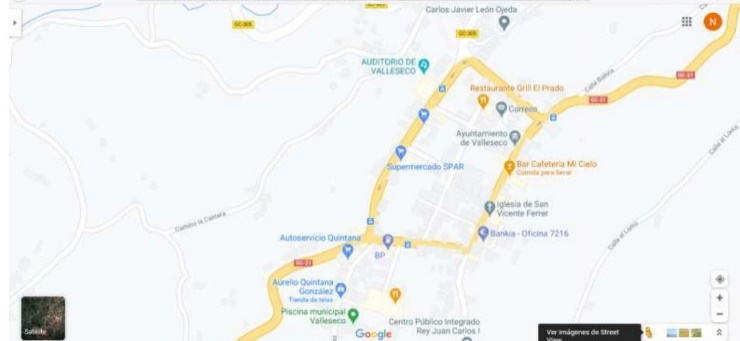 Carlos Javier León Ojeda
GC-305
GC-305
N
AUDITORIO DE
VALLESECO
Restaurante Grill El Prado
GC-21
Calle Bolivia
GC-21
Correos
Ayuntamiento
de Valleseco
Supermercado SPAR
Bar Cafetería Mi Cielo
Comida para llevar
Calle el Lomo
Iglesia de San
Vicente Ferrer
Camino la Cantera
Autoservicio Quintana
Bankia - Oficina 7216
Calle el Lomo
BP
GC-21
Aurelio Quintana
González
Tienda de telas
Piscina municipal
Valleseco
Centro Público Integrado
Rey Juan Carlos I
Satélite
Google
Ver imágenes de Street
View